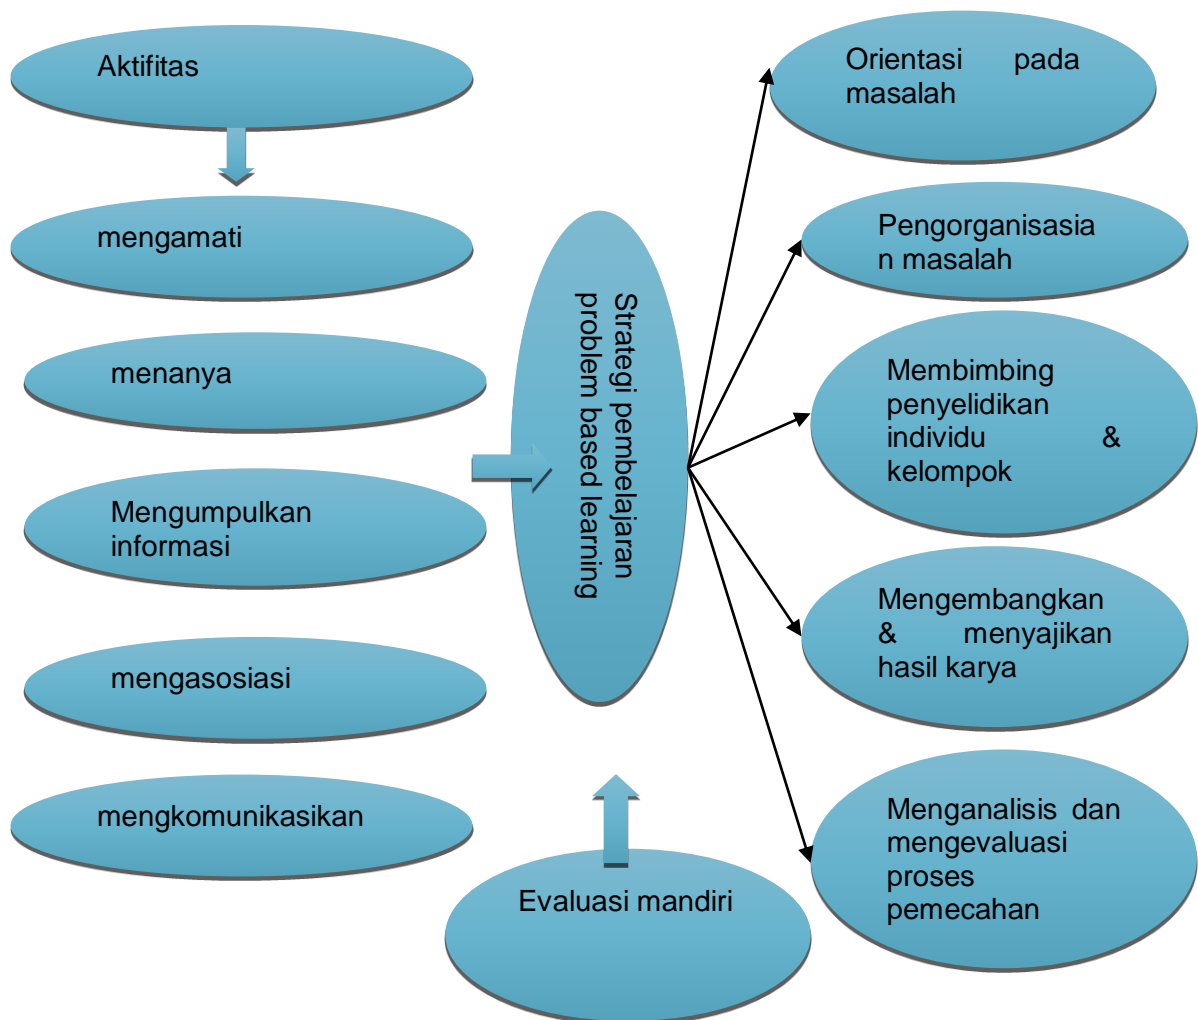 Aktifitas
mengamati
menanya
Mengumpulkan
informasi
mengasosiasi
mengkomunikasikan
Strategi pembelajaran
problem based learning
Evaluasi mandiri
Orientasi pada
masalah
Pengorganisasia
n masalah
Membimbing
penyelidikan
individu &
kelompok
Mengembangkan
& menyajikan
hasil karya
Menganalisis dan
mengevaluasi
proses
pemecahan